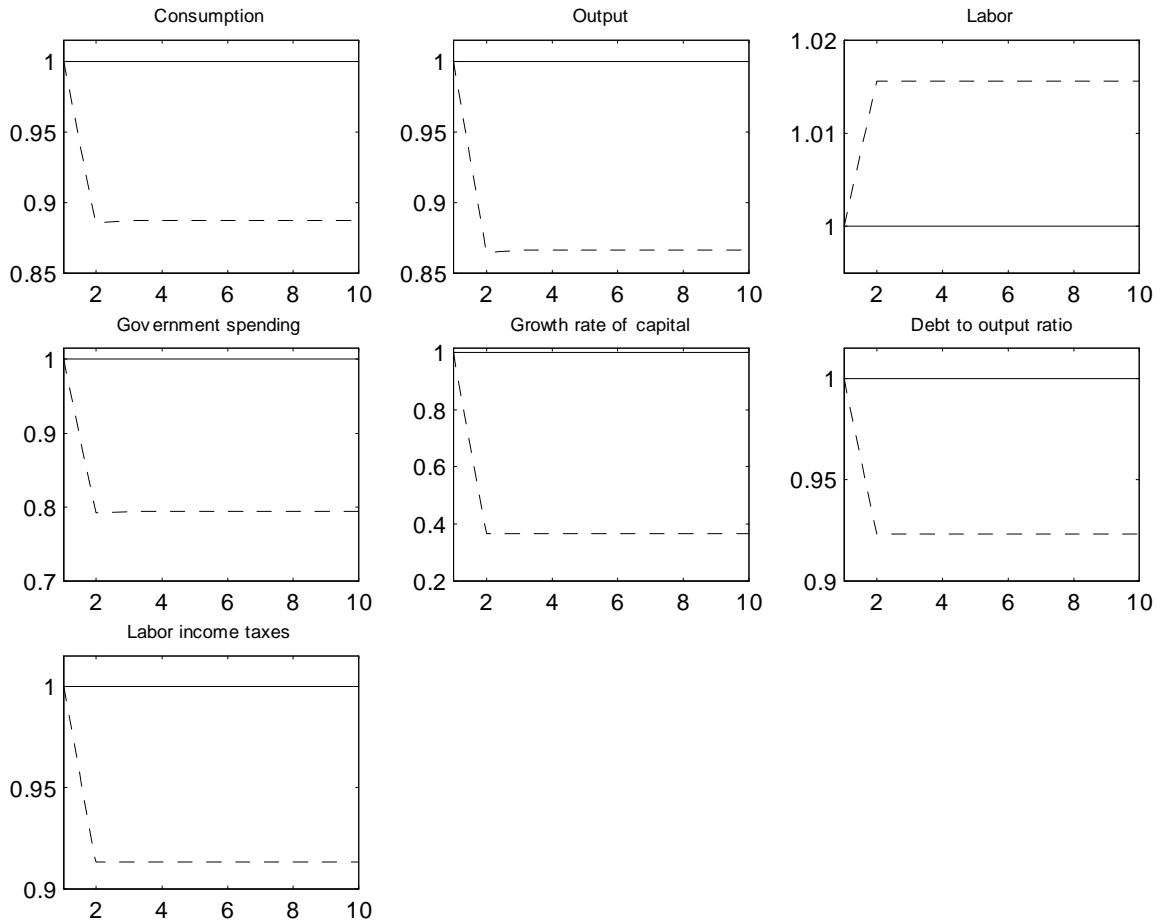 Consumption
1
0.95
0.9
0.85
2 4 6 8 10
Output
1
0.95
0.9
0.85
2 4 6 8 10
Labor
1.02
1.01
1
2 4 6 8 10
Government spending
1
0.9
0.8
0.7
2 4 6 8 10
Growth rate of capital
1
0.8
0.6
0.4
0.2
2 4 6 8 10
Debt to output ratio
1
0.95
0.9
2 4 6 8 10
Labor income taxes
1
0.95
0.9
2 4 6 8 10